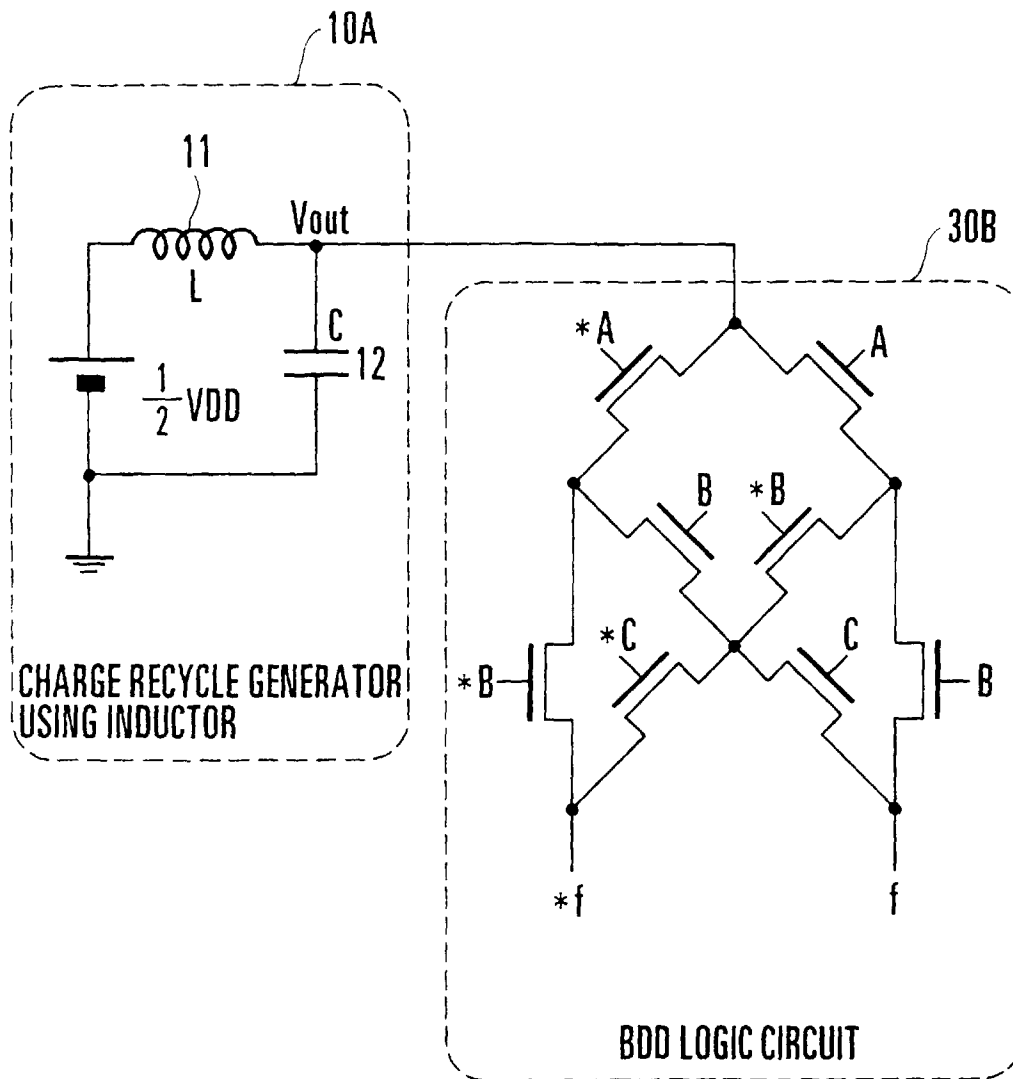 10A
11
Vout
L
C
12
1/2 VDD
CHARGE RECYCLE GENERATOR
USING INDUCTOR
30B
*A
A
B
*B
*C
C
*B
B
*f
f
BDD LOGIC CIRCUIT